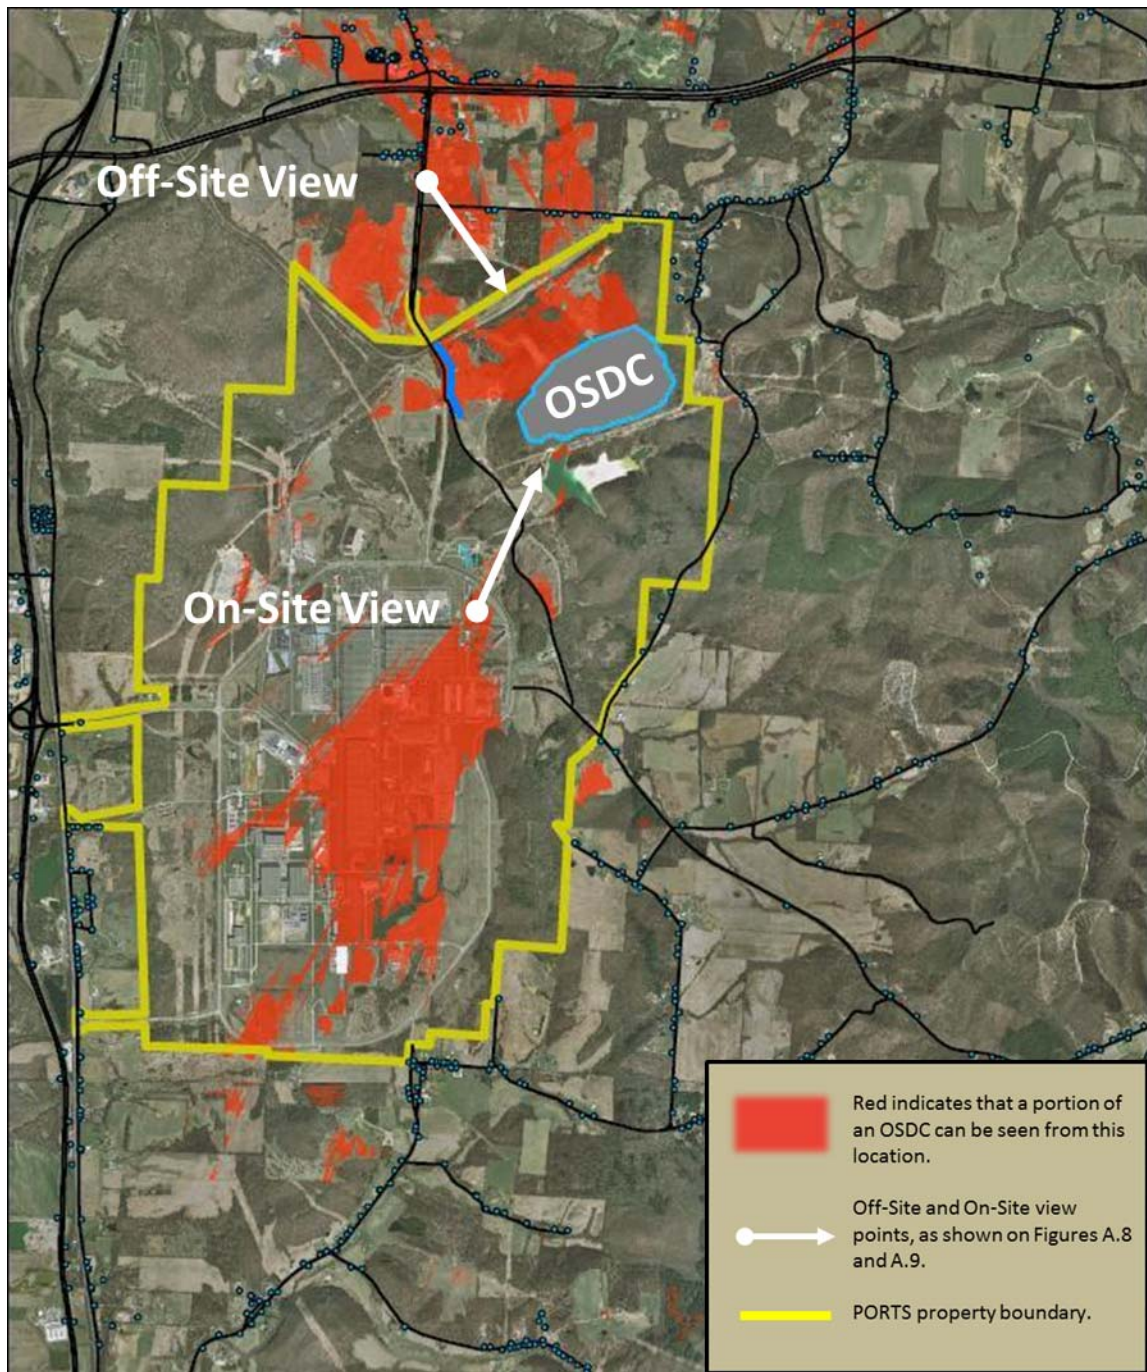 Off-Site View
OSDC
On-Site View
Red indicates that a portion of
an OSDC can be seen from this
location.
Off-Site and On-Site view
points, as shown on Figures A.8
and A.9.
PORTS property boundary.